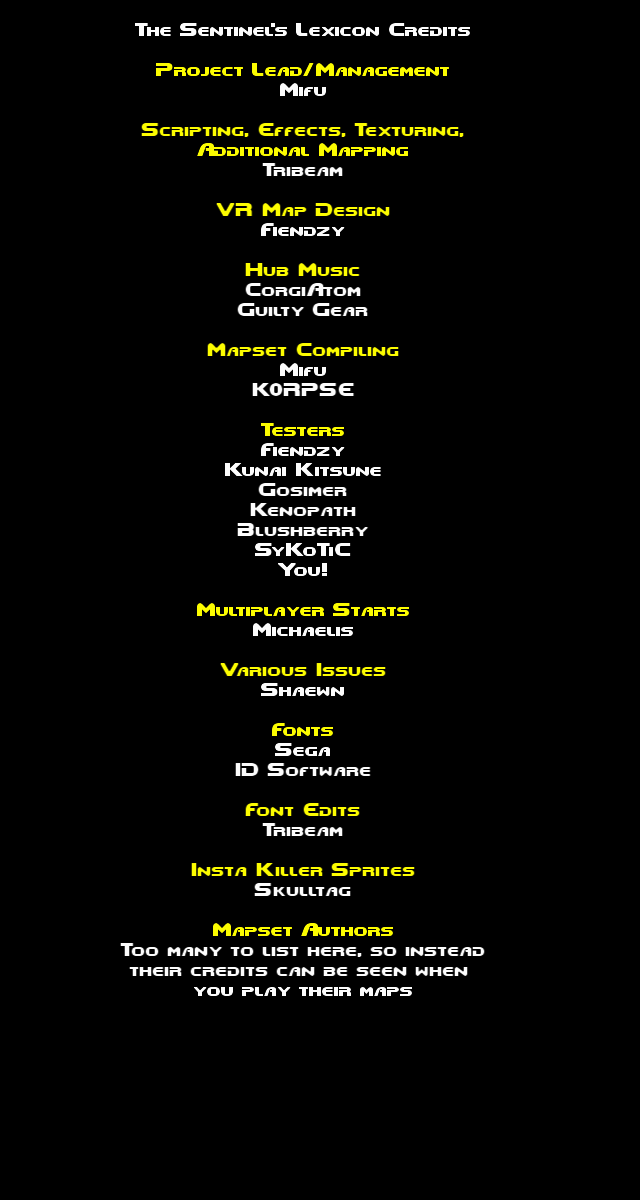 The Sentinel's Lexicon Credits
Project Lead/Management
Mifu
Scripting, Effects, Texturing,
Additional Mapping
Tribeam
VR Map Design
Fiendzy
Hub Music
CorgiAtom
Guilty Gear
Mapset Compiling
Mifu
K0RPSE
Testers
Fiendzy
Kunai Kitsune
Gosimer
Kenopath
Blushberry
SyKoTiC
You!
Multiplayer Starts
Michaelis
Various Issues
Shaewn
Fonts
Sega
ID Software
Font Edits
Tribeam
Insta Killer Sprites
Skulltag
Mapset Authors
Too many to list here, so instead
their credits can be seen when
you play their maps